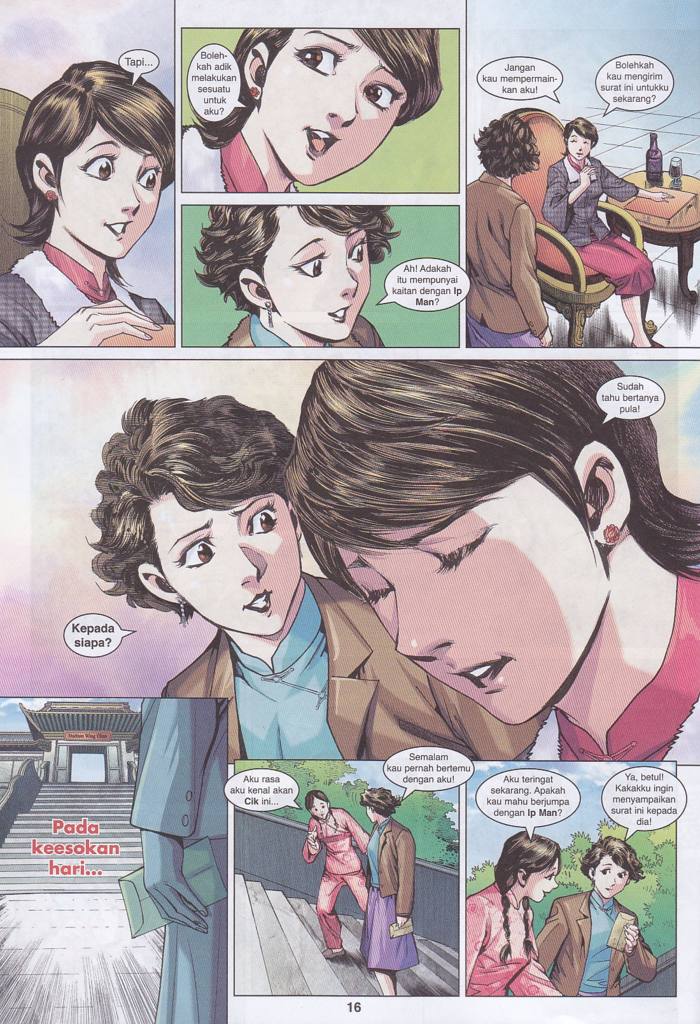 Tapi...
Boleh-
kah adik
melakukan
sesuatu
untuk
aku?
Ah! Adakah
itu mempunyai
kaitan dengan Ip
Man?
Jangan
kau mempermain-
kan aku!
Bolehkah
kau mengirim
surat ini untukku
sekarang?
Sudah
tahu bertanya
pula!
Kepada
siapa?
Pada
keesokan
hari...
Aku rasa
aku kenal akan
Cik ini...
Semalam
kau pernah bertemu
dengan aku!
Aku teringat
sekarang. Apakah
kau mahu berjumpa
dengan Ip Man?
Ya, betul!
Kakakku ingin
menyampaikan
surat ini kepada
dia!
16